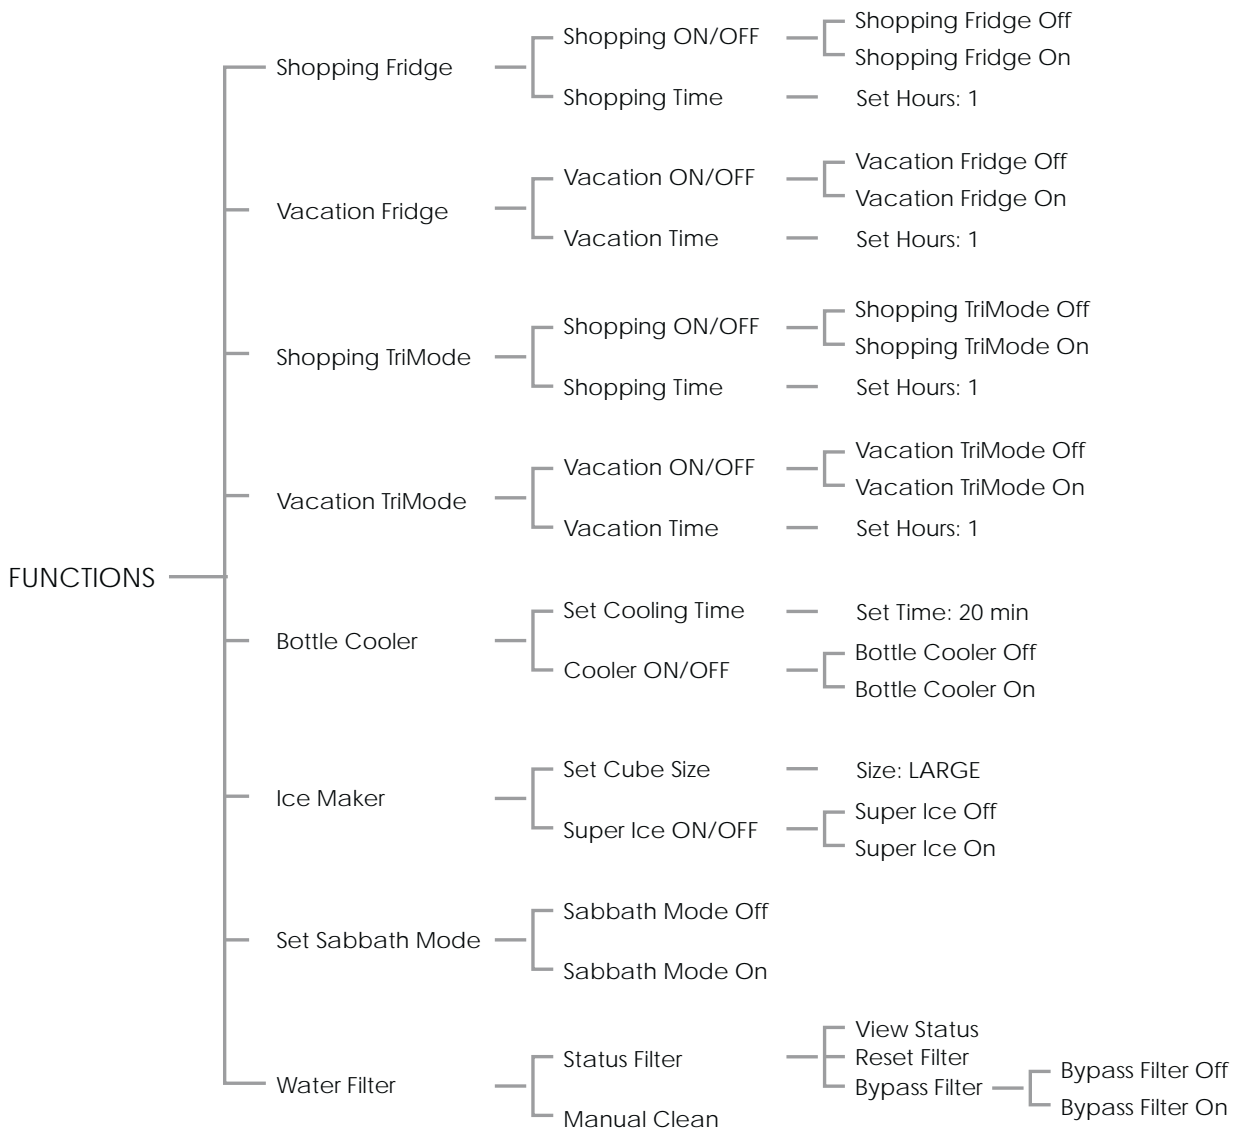 FUNCTIONS
Shopping Fridge
Shopping ON/OFF
Shopping Fridge Off
Shopping Fridge On
Shopping Time
Set Hours: 1
Vacation Fridge
Vacation ON/OFF
Vacation Fridge Off
Vacation Fridge On
Vacation Time
Set Hours: 1
Shopping TriMode
Shopping ON/OFF
Shopping TriMode Off
Shopping TriMode On
Shopping Time
Set Hours: 1
Vacation TriMode
Vacation ON/OFF
Vacation TriMode Off
Vacation TriMode On
Vacation Time
Set Hours: 1
Bottle Cooler
Set Cooling Time
Set Time: 20 min
Cooler ON/OFF
Bottle Cooler Off
Bottle Cooler On
Ice Maker
Set Cube Size
Size: LARGE
Super Ice ON/OFF
Super Ice Off
Super Ice On
Set Sabbath Mode
Sabbath Mode Off
Sabbath Mode On
Water Filter
Status Filter
View Status
Reset Filter
Bypass Filter
Bypass Filter Off
Bypass Filter On
Manual Clean